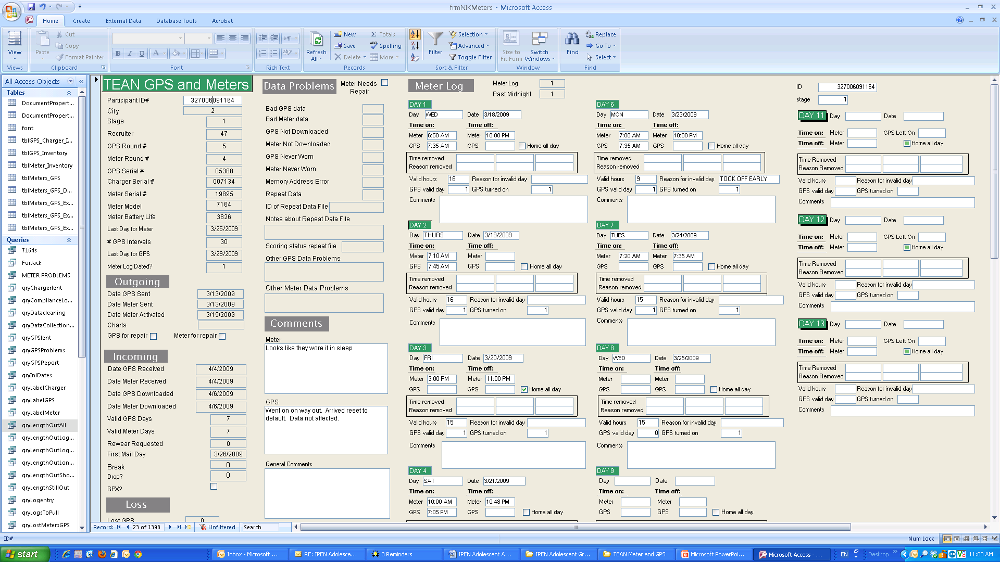 frmNIKMeters - Microsoft Access
Home Create External Data Database Tools Acrobat
View
Views
Paste
Cut
Copy
Format Painter
Clipboard
B I U A
Font
Rich Text
Refresh All
New
Save
Delete
Totals
Spelling
More
Records
Filter
Selection
Advanced
Toggle Filter
Sort & Filter
Size to Fit Form
Switch Windows
Window
Find
Replace
Go To
Select
Find
All Access Objects
Tables
DocumentPropert...
DocumentPropert...
font
tblGPS_Charger_I...
tblGPS_Inventory
tblMeter_Inventory
tblMeters_GPS
tblMeters_GPS_D...
tblMeters_GPS_Ex...
tblMeters_GPS_Ex...
tblMeters_GPS_Ex...
Queries
7164s
ForJack
METER PROBLEMS
qryChargerIent
qryComplianceLo...
qryDatacleaning
qryDataCollection...
qryGPSIent
qryGPSProblems
qryGPSReport
qryIniDates
qryLabelCharger
qryLabelGPS
qryLabelMeter
qryLengthOutAll
qryLengthOutLog...
qryLengthOutLog...
qryLengthOutLon...
qryLengthOutSho...
qryLengthStillOut
qryLogentry
qryLogsToPull
qryLostMetersGPS
TEAN GPS and Meters
Participant ID# 327006091164
City 2
Stage 1
Recruiter 47
GPS Round # 5
Meter Round # 4
GPS Serial # 05388
Charger Serial # 007134
Meter Serial # 19895
Meter Model 7164
Meter Battery Life 3826
Last Day for Meter 3/25/2009
# GPS Intervals 30
Last Day for GPS 3/29/2009
Meter Log Dated? 1
Outgoing
Date GPS Sent 3/13/2009
Date Meter Sent 3/13/2009
Date Meter Activated 3/15/2009
Charts
GPS for repair Meter for repair
Incoming
Date GPS Received 4/4/2009
Date Meter Received 4/4/2009
Date GPS Downloaded 4/6/2009
Date Meter Downloaded 4/6/2009
Valid GPS Days 7
Valid Meter Days 7
Rewear Requested 0
First Mail Day 3/26/2009
Break 0
Drop? 0
GPX?
Loss
Lost GPS 0
Data Problems Meter Needs Repair
Bad GPS data
Bad Meter data
GPS Not Downloaded
Meter Not Downloaded
GPS Never Worn
Meter Never Worn
Memory Address Error
Repeat Data
ID of Repeat Data File
Notes about Repeat Data File
Scoring status repeat file
Other GPS Data Problems
Other Meter Data Problems
Comments
Meter
Looks like they wore it in sleep
GPS
Went on on way out. Arrived reset to
default. Data not affected.
General Comments
Meter Log
Meter Log 1
Past Midnight 1
DAY 1
Day WED Date 3/18/2009
Time on: Time off:
Meter 6:50 AM Meter 10:00 PM
GPS 7:35 AM GPS Home all day
Time removed
Reason removed
Valid hours 16 Reason for invalid day
GPS valid day 1 GPS turned on 1
Comments
DAY 2
Day THURS Date 3/19/2009
Time on: Time off:
Meter 7:10 AM Meter
GPS 7:45 AM GPS Home all day
Time removed
Reason removed
Valid hours 16 Reason for invalid day
GPS valid day 1 GPS turned on 1
Comments
DAY 3
Day FRI Date 3/20/2009
Time on: Time off:
Meter 3:00 PM Meter 11:00 PM
GPS GPS Home all day
Time removed
Reason removed
Valid hours 15 Reason for invalid day
GPS valid day 1 GPS turned on 1
Comments
DAY 4
Day SAT Date 3/21/2009
Time on: Time off:
Meter 10:00 AM Meter 10:48 PM
GPS 7:05 PM GPS Home all day
DAY 6
Day MON Date 3/23/2009
Time on: Time off:
Meter 7:00 AM Meter 10:00 PM
GPS 7:35 AM GPS Home all day
Time removed
Reason removed
Valid hours 9 Reason for invalid day TOOK OFF EARLY
GPS valid day 1 GPS turned on 1
Comments
DAY 7
Day TUES Date 3/24/2009
Time on: Time off:
Meter 7:20 AM Meter 7:35 AM
GPS GPS Home all day
Time removed
Reason removed
Valid hours 15 Reason for invalid day
GPS valid day 1 GPS turned on 1
Comments
DAY 8
Day WED Date 3/25/2009
Time on: Time off:
Meter Meter
GPS GPS Home all day
Time removed
Reason removed
Valid hours 15 Reason for invalid day
GPS valid day 0 GPS turned on 1
Comments
DAY 9
Day Date
Time on: Time off:
Meter Meter
GPS GPS Home all day
ID 327006091164
stage 1
DAY 11 Day Date
Time on: Meter GPS Left On
Time off: Meter Home all day
Time Removed
Reason Removed
Valid hours Reason for invalid day
GPS valid day GPS turned on
Comments
DAY 12 Day Date
Time on: Meter GPS Left On
Time off: Meter Home all day
Time Removed
Reason Removed
Valid hours Reason for invalid day
GPS valid day GPS turned on
Comments
DAY 13 Day Date
Time on: Meter GPS Left On
Time off: Meter Home all day
Time Removed
Reason Removed
Valid hours Reason for invalid day
GPS valid day GPS turned on
Comments
Record: 23 of 1398 Unfiltered Search
ID# Num Lock
start Inbox - Microsoft ... RE: IPEN Adolesce... 3 Reminders IPEN Adolescent A... IPEN Adolescent Gr... TEAN Meter and GPS Microsoft PowerPoi... Microsoft Access - ... EN Desktop 11:00 AM